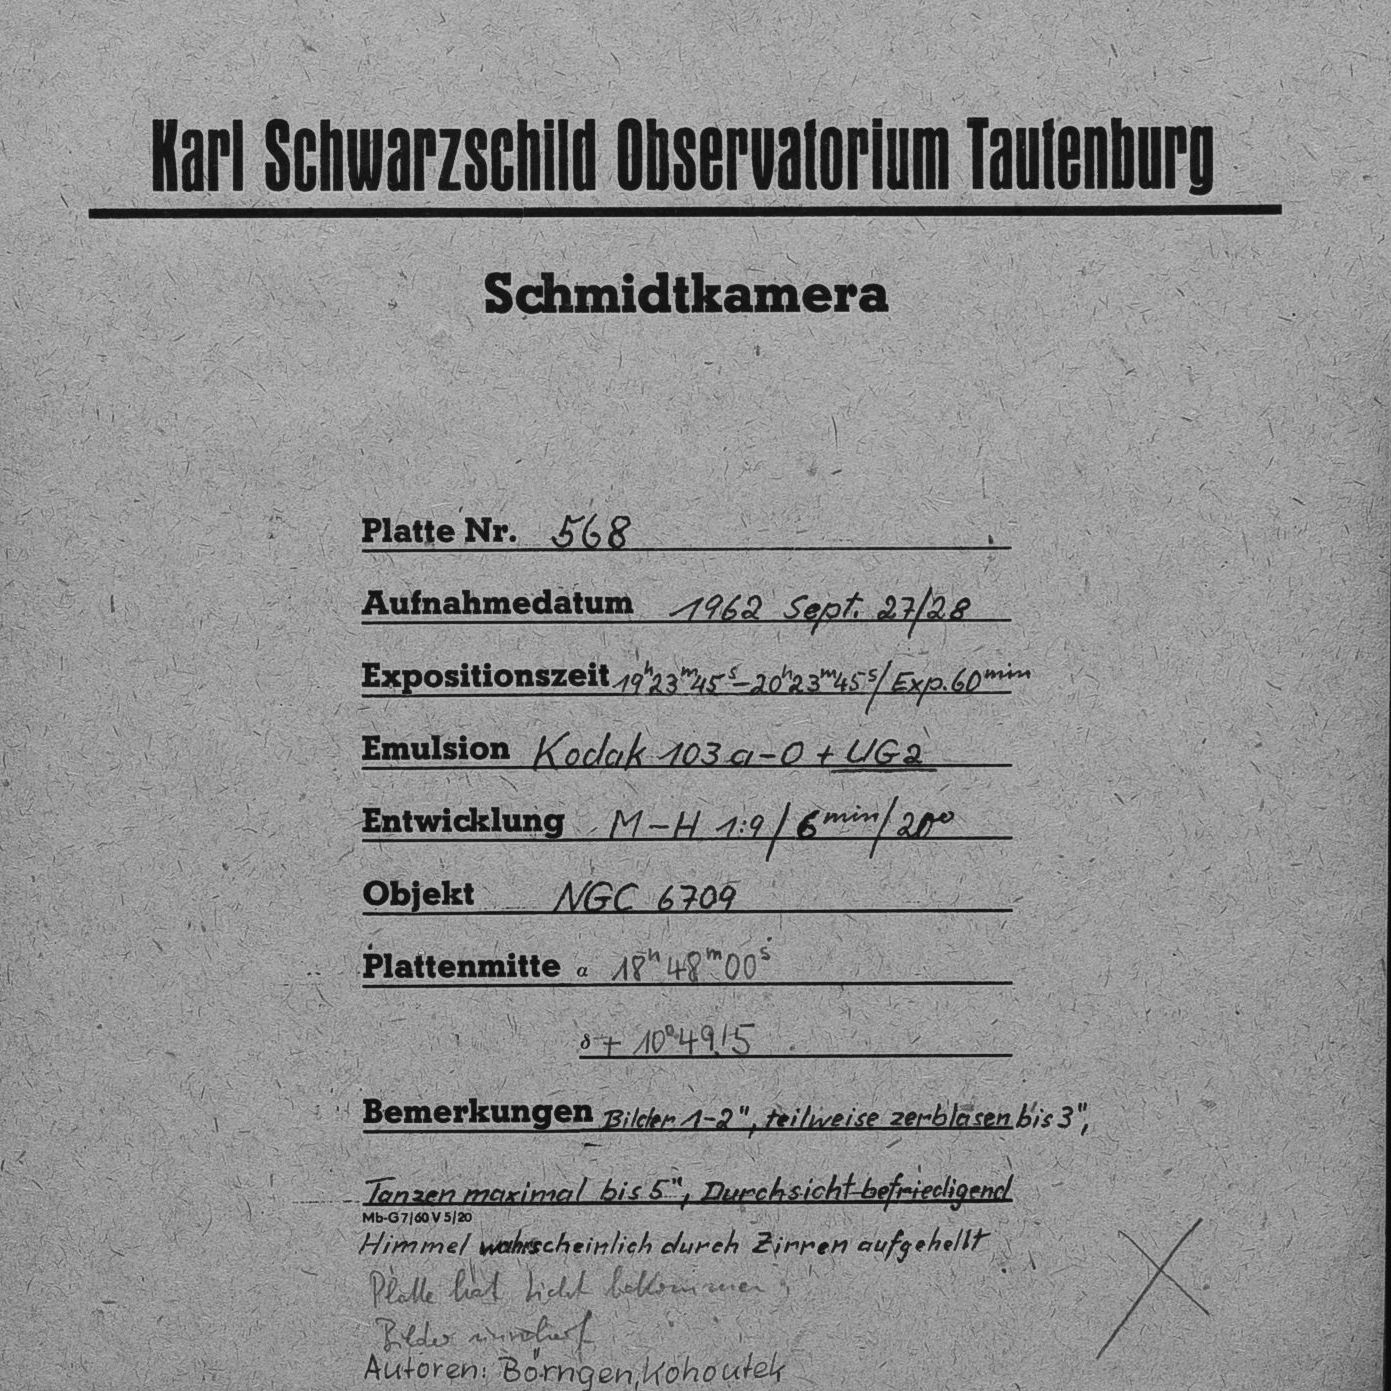 Karl Schwarzschild Observatorium Tautenburg
Schmidtkamera
Platte Nr. 568
Aufnahmedatum 1962 Sept. 27/28
Expositionszeit 19ʰ23ᵐ45ˢ–20ʰ23ᵐ45ˢ/Exp. 60ᵐⁱⁿ
Emulsion Kodak 103 a-O + UG2
Entwicklung M-H 1:9/6ᵐⁱⁿ/20°
Objekt NGC 6709
Plattenmitte α 18ʰ48ᵐ00ˢ
δ + 10°49!5
Bemerkungen Bilder 1-2", teilweise zerblasen bis 3",
Tanzen maximal bis 5", Durchsicht befriedigend
Mb-G 7/60 V 5/20
Himmel wahrscheinlich durch Zirren aufgehellt
Platte hat Licht bekommen;
Bilder unscharf
Autoren: Börngen, Kohoutek